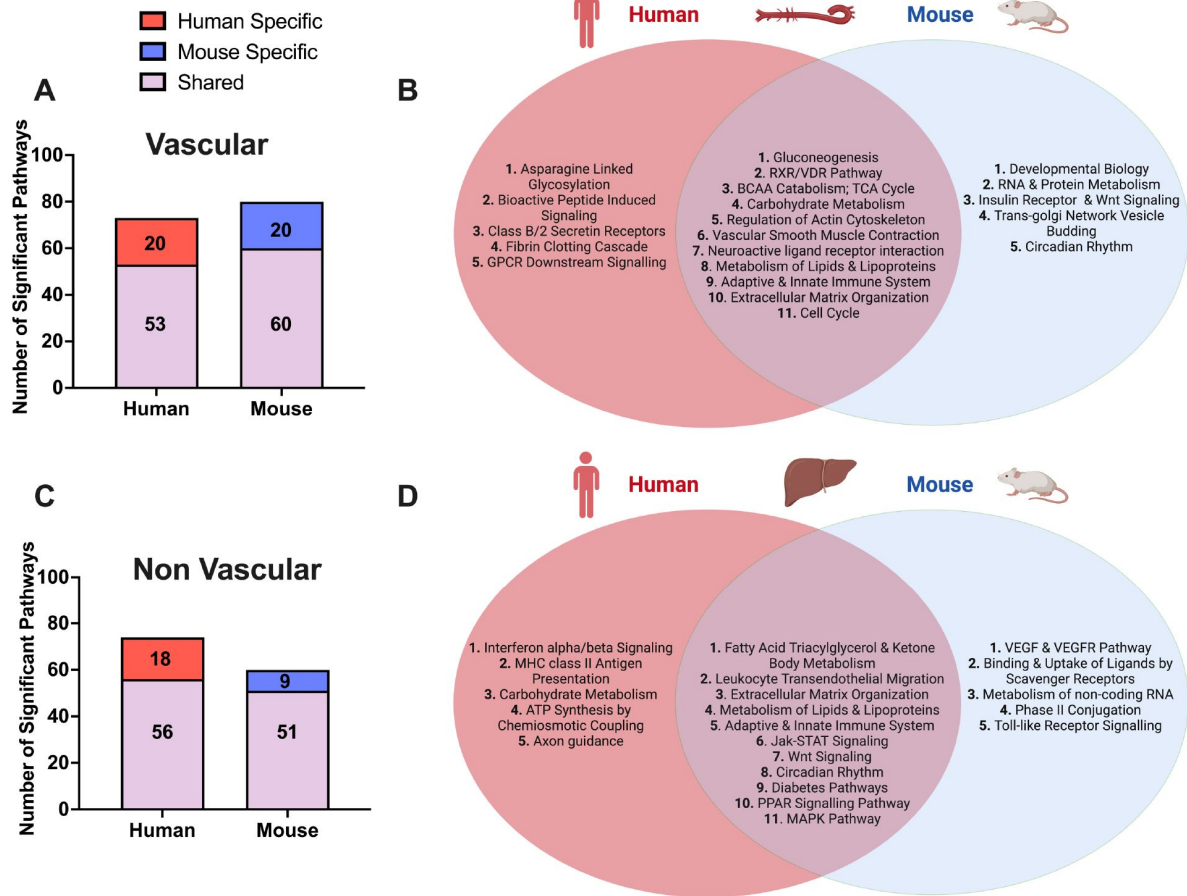 Human Specific
Mouse Specific
Shared
A
Vascular
Number of Significant Pathways
100
80
60
40
20
0
20
53
20
60
Human
Mouse
B
Human
Mouse
1. Asparagine Linked
Glycosylation
2. Bioactive Peptide Induced
Signaling
3. Class B/2 Secretin Receptors
4. Fibrin Clotting Cascade
5. GPCR Downstream Signalling
1. Gluconeogenesis
2. RXR/VDR Pathway
3. BCAA Catabolism; TCA Cycle
4. Carbohydrate Metabolism
5. Regulation of Actin Cytoskeleton
6. Vascular Smooth Muscle Contraction
7. Neuroactive ligand receptor interaction
8. Metabolism of Lipids & Lipoproteins
9. Adaptive & Innate Immune System
10. Extracellular Matrix Organization
11. Cell Cycle
1. Developmental Biology
2. RNA & Protein Metabolism
3. Insulin Receptor & Wnt Signaling
4. Trans-golgi Network Vesicle
Budding
5. Circadian Rhythm
C
Non Vascular
Number of Significant Pathways
100
80
60
40
20
0
18
56
9
51
Human
Mouse
D
Human
Mouse
1. Interferon alpha/beta Signaling
2. MHC class II Antigen
Presentation
3. Carbohydrate Metabolism
4. ATP Synthesis by
Chemiosmotic Coupling
5. Axon guidance
1. Fatty Acid Triacylglycerol & Ketone
Body Metabolism
2. Leukocyte Transendothelial Migration
3. Extracellular Matrix Organization
4. Metabolism of Lipids & Lipoproteins
5. Adaptive & Innate Immune System
6. Jak-STAT Signaling
7. Wnt Signaling
8. Circadian Rhythm
9. Diabetes Pathways
10. PPAR Signalling Pathway
11. MAPK Pathway
1. VEGF & VEGFR Pathway
2. Binding & Uptake of Ligands by
Scavenger Receptors
3. Metabolism of non-coding RNA
4. Phase II Conjugation
5. Toll-like Receptor Signalling